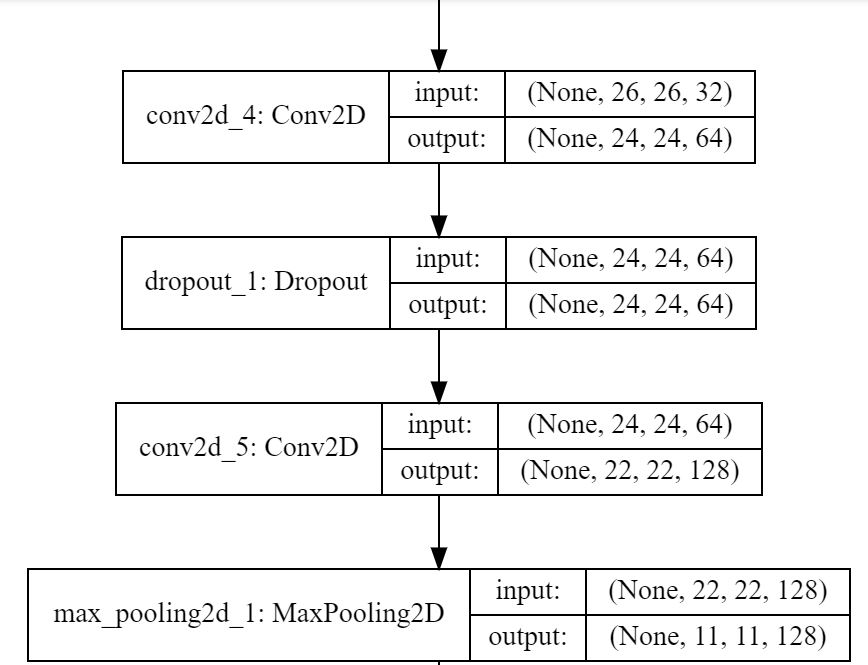 conv2d_4: Conv2D
input: (None, 26, 26, 32)
output: (None, 24, 24, 64)
dropout_1: Dropout
input: (None, 24, 24, 64)
output: (None, 24, 24, 64)
conv2d_5: Conv2D
input: (None, 24, 24, 64)
output: (None, 22, 22, 128)
max_pooling2d_1: MaxPooling2D
input: (None, 22, 22, 128)
output: (None, 11, 11, 128)